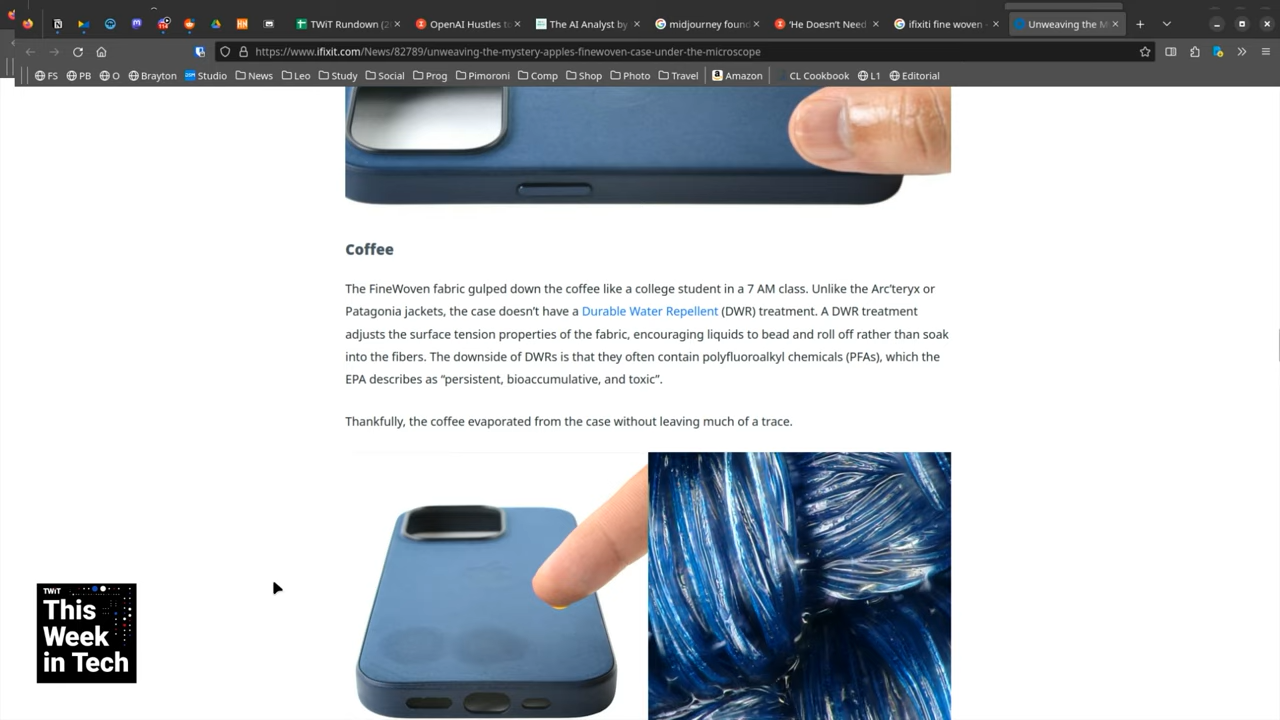 TWiT Rundown (2
OpenAI Hustles to
The AI Analyst by
midjourney foun
'He Doesn't Need
ifixiti fine woven -
Unweaving the M
https://www.ifixit.com/News/82789/unweaving-the-mystery-apples-finewoven-case-under-the-microscope
FS PB O Brayton Studio News Leo Study Social Prog Pimoroni Comp Shop Photo Travel Amazon CL Cookbook L1 Editorial
Coffee
The FineWoven fabric gulped down the coffee like a college student in a 7 AM class. Unlike the Arc'teryx or
Patagonia jackets, the case doesn't have a Durable Water Repellent (DWR) treatment. A DWR treatment
adjusts the surface tension properties of the fabric, encouraging liquids to bead and roll off rather than soak
into the fibers. The downside of DWRs is that they often contain polyfluoroalkyl chemicals (PFAs), which the
EPA describes as "persistent, bioaccumulative, and toxic".
Thankfully, the coffee evaporated from the case without leaving much of a trace.
TWiT
This
Week
in Tech